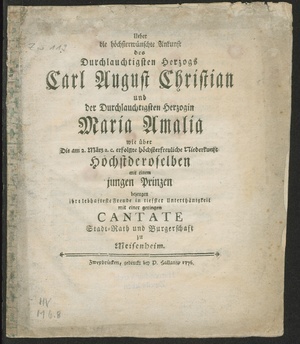 Ueber
die höchsterwünschte Ankunft
des
Durchlauchtigsten Herzogs
Carl August Christian
und
der Durchlauchtigsten Herzogin
Maria Amalia
wie über
Die am 2. März a. c. erfolgte höchsterfreuliche Niederkunft
Höchstderoselben
mit einem
jungen Prinzen
bezeugen
ihre lebhafteste Freude in tiefster Unterthänigkeit
mit einer geringen
CANTATE
Stadt-Rath und Burgerschaft
zu
Meisenheim.
Zweybrücken, gedruckt bey P. Hallanzy 1776.